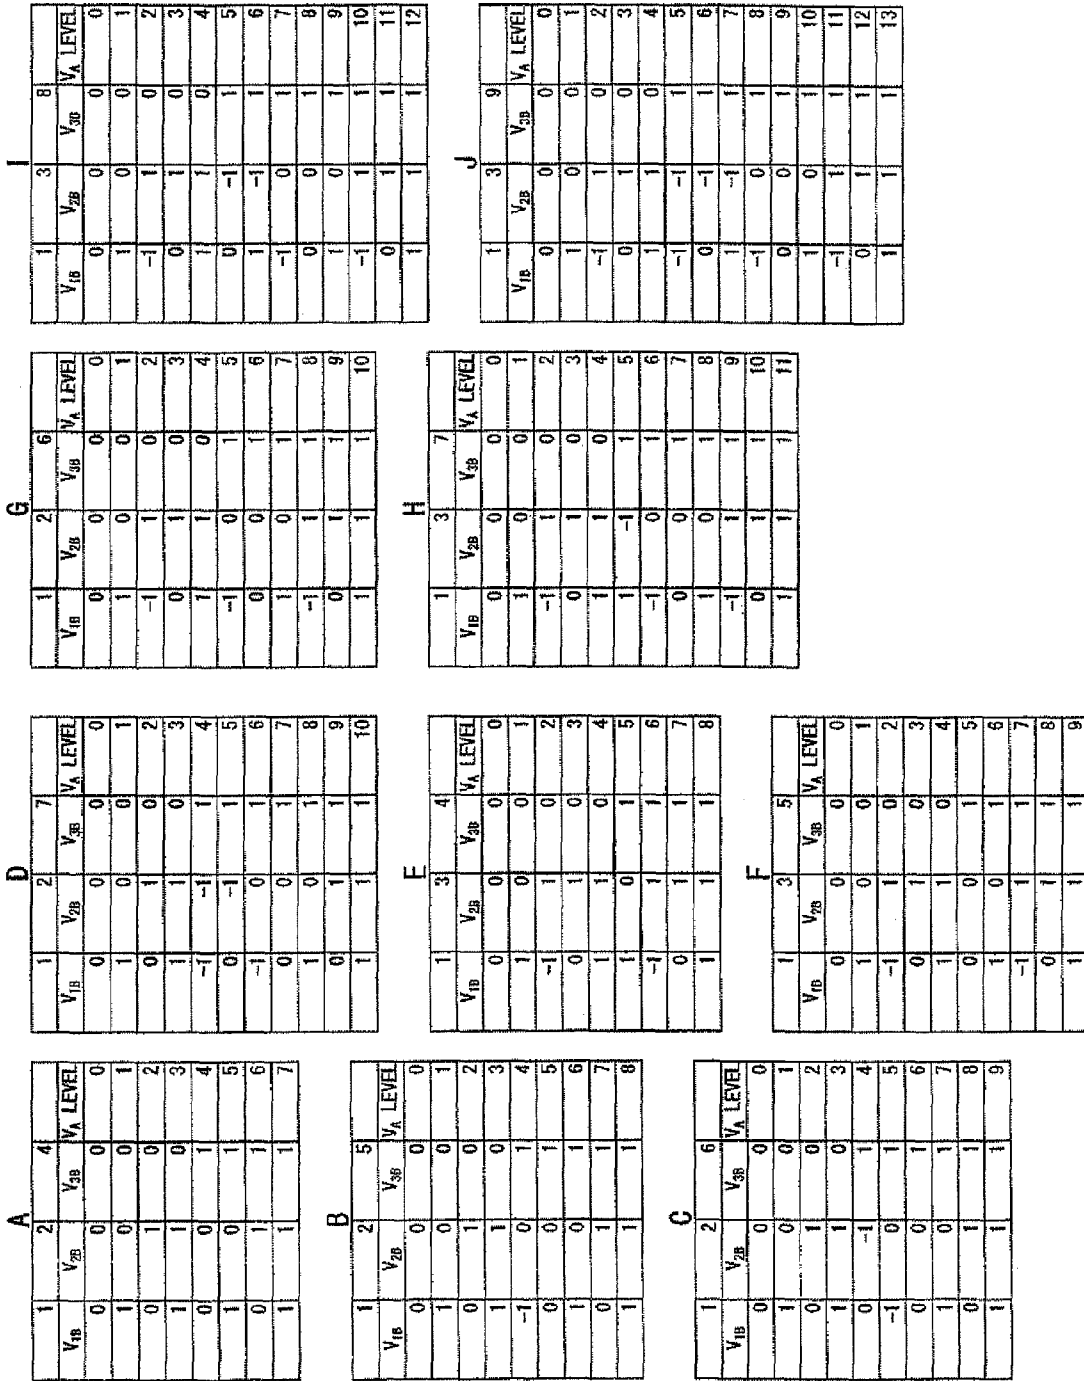 A
1 2 4
V1B V2B V3B VA LEVEL
0 0 0 0
1 0 0 1
0 1 0 2
1 1 0 3
0 0 1 4
1 0 1 5
0 1 1 6
1 1 1 7
B
1 2 5
V1B V2B V3B VA LEVEL
0 0 0 0
1 0 0 1
0 1 0 2
1 1 0 3
-1 0 1 4
0 0 1 5
1 0 1 6
0 1 1 7
1 1 1 8
C
1 2 6
V1B V2B V3B VA LEVEL
0 0 0 0
1 0 0 1
0 1 0 2
1 1 0 3
0 -1 1 4
-1 0 1 5
0 0 1 6
1 0 1 7
0 1 1 8
1 1 1 9
D
1 2 7
V1B V2B V3B VA LEVEL
0 0 0 0
1 0 0 1
0 1 0 2
1 1 0 3
-1 -1 1 4
0 -1 1 5
-1 0 1 6
0 0 1 7
1 0 1 8
0 1 1 9
1 1 1 10
E
1 3 4
V1B V2B V3B VA LEVEL
0 0 0 0
1 0 0 1
-1 1 0 2
0 1 0 3
1 1 0 4
1 0 1 5
-1 1 1 6
0 1 1 7
1 1 1 8
F
1 3 5
V1B V2B V3B VA LEVEL
0 0 0 0
1 0 0 1
-1 1 0 2
0 1 0 3
1 1 0 4
0 0 1 5
1 0 1 6
-1 1 1 7
0 1 1 8
1 1 1 9
G
1 2 6
V1B V2B V3B VA LEVEL
0 0 0 0
1 0 0 1
-1 1 0 2
0 1 0 3
1 1 0 4
-1 0 1 5
0 0 1 6
1 0 1 7
-1 1 1 8
0 1 1 9
1 1 1 10
H
1 3 7
V1B V2B V3B VA LEVEL
0 0 0 0
1 0 0 1
-1 1 0 2
0 1 0 3
1 1 0 4
1 -1 1 5
-1 0 1 6
0 0 1 7
1 0 1 8
-1 1 1 9
0 1 1 10
1 1 1 11
I
1 3 8
V1B V2B V3B VA LEVEL
0 0 0 0
1 0 0 1
-1 1 0 2
0 1 0 3
1 1 0 4
0 -1 1 5
1 -1 1 6
-1 0 1 7
0 0 1 8
1 0 1 9
-1 1 1 10
0 1 1 11
1 1 1 12
J
1 3 9
V1B V2B V3B VA LEVEL
0 0 0 0
1 0 0 1
-1 1 0 2
0 1 0 3
1 1 0 4
-1 -1 1 5
0 -1 1 6
1 -1 1 7
-1 0 1 8
0 0 1 9
1 0 1 10
-1 1 1 11
0 1 1 12
1 1 1 13